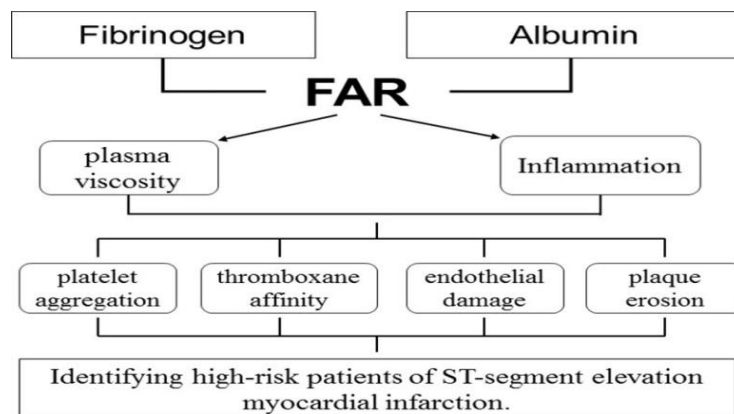 Fibrinogen
Albumin
FAR
plasma
viscosity
Inflammation
platelet
aggregation
thromboxane
affinity
endothelial
damage
plaque
erosion
Identifying high-risk patients of ST-segment elevation
myocardial infarction.